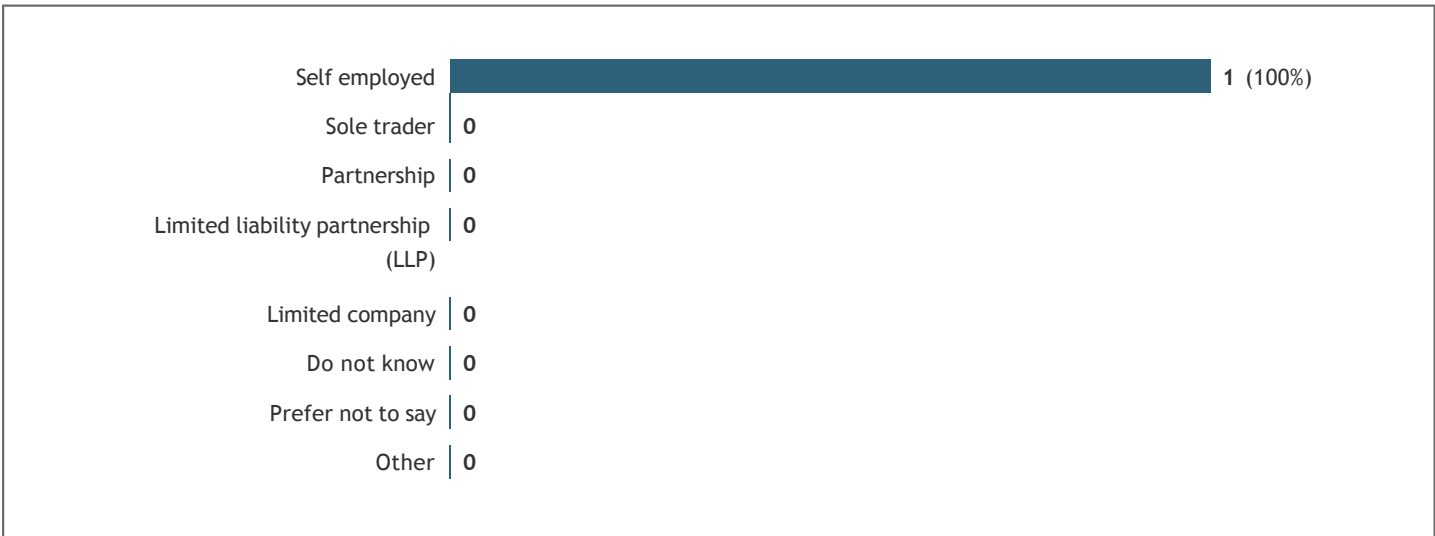 Self employed 1 (100%)
Sole trader 0
Partnership 0
Limited liability partnership 0
(LLP)
Limited company 0
Do not know 0
Prefer not to say 0
Other 0